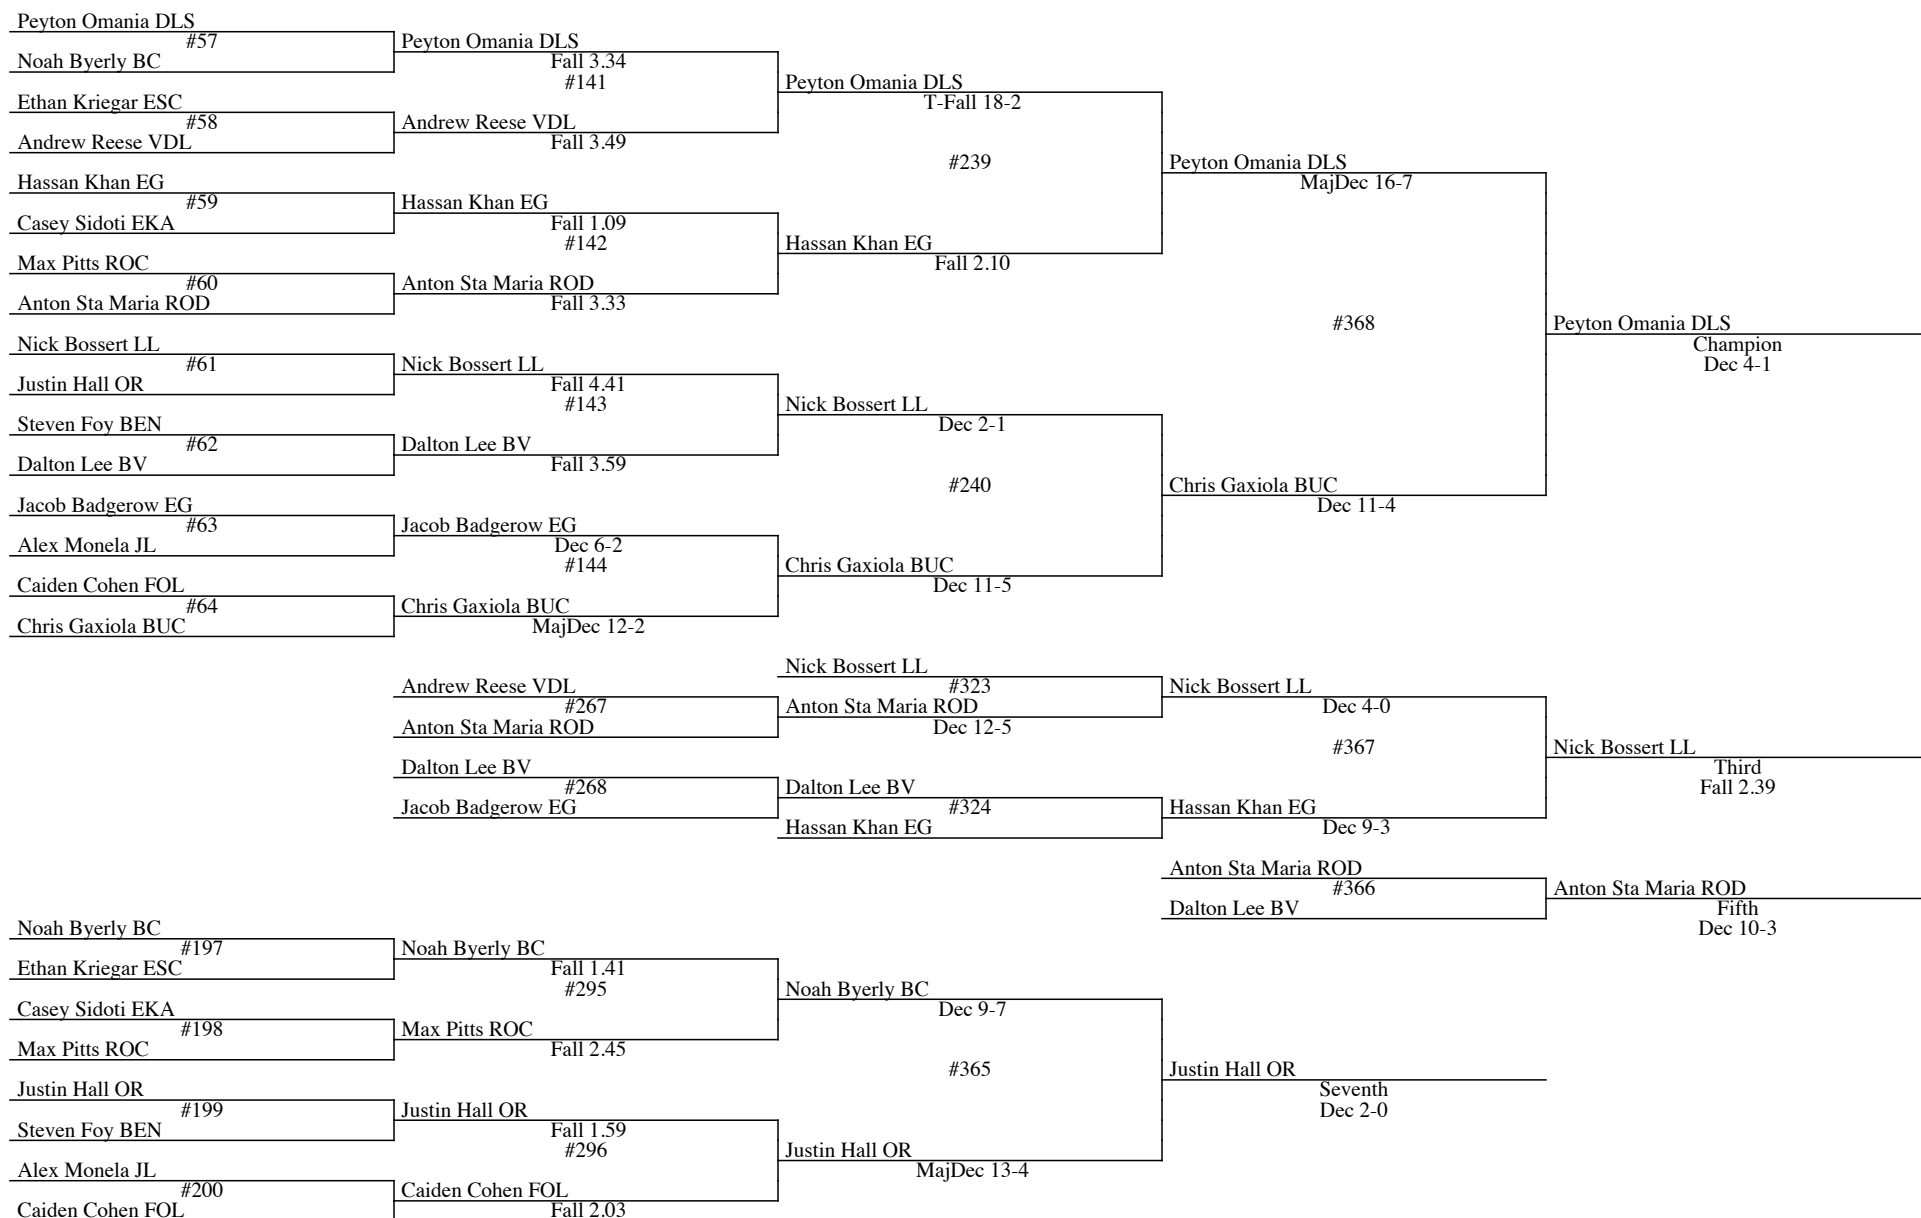 Peyton Omania DLS
#57
Noah Byerly BC
Peyton Omania DLS
Fall 3.34
#141
Ethan Kriegar ESC
#58
Andrew Reese VDL
Andrew Reese VDL
Fall 3.49
Peyton Omania DLS
T-Fall 18-2
#239
Hassan Khan EG
#59
Casey Sidoti EKA
Hassan Khan EG
Fall 1.09
#142
Max Pitts ROC
#60
Anton Sta Maria ROD
Anton Sta Maria ROD
Fall 3.33
Hassan Khan EG
Fall 2.10
Peyton Omania DLS
MajDec 16-7
#368
Nick Bossert LL
#61
Justin Hall OR
Nick Bossert LL
Fall 4.41
#143
Steven Foy BEN
#62
Dalton Lee BV
Dalton Lee BV
Fall 3.59
Nick Bossert LL
Dec 2-1
#240
Jacob Badgerow EG
#63
Alex Monela JL
Jacob Badgerow EG
Dec 6-2
#144
Caiden Cohen FOL
#64
Chris Gaxiola BUC
Chris Gaxiola BUC
MajDec 12-2
Chris Gaxiola BUC
Dec 11-5
Chris Gaxiola BUC
Dec 11-4
Peyton Omania DLS
Champion
Dec 4-1
Nick Bossert LL
#323
Andrew Reese VDL
#267
Anton Sta Maria ROD
Anton Sta Maria ROD
Dec 12-5
Nick Bossert LL
Dec 4-0
#367
Dalton Lee BV
#268
Jacob Badgerow EG
Dalton Lee BV
#324
Hassan Khan EG
Hassan Khan EG
Dec 9-3
Nick Bossert LL
Third
Fall 2.39
Anton Sta Maria ROD
#366
Dalton Lee BV
Anton Sta Maria ROD
Fifth
Dec 10-3
Noah Byerly BC
#197
Ethan Kriegar ESC
Noah Byerly BC
Fall 1.41
#295
Casey Sidoti EKA
#198
Max Pitts ROC
Max Pitts ROC
Fall 2.45
Noah Byerly BC
Dec 9-7
#365
Justin Hall OR
#199
Steven Foy BEN
Justin Hall OR
Fall 1.59
#296
Alex Monela JL
#200
Caiden Cohen FOL
Caiden Cohen FOL
Fall 2.03
Justin Hall OR
MajDec 13-4
Justin Hall OR
Seventh
Dec 2-0